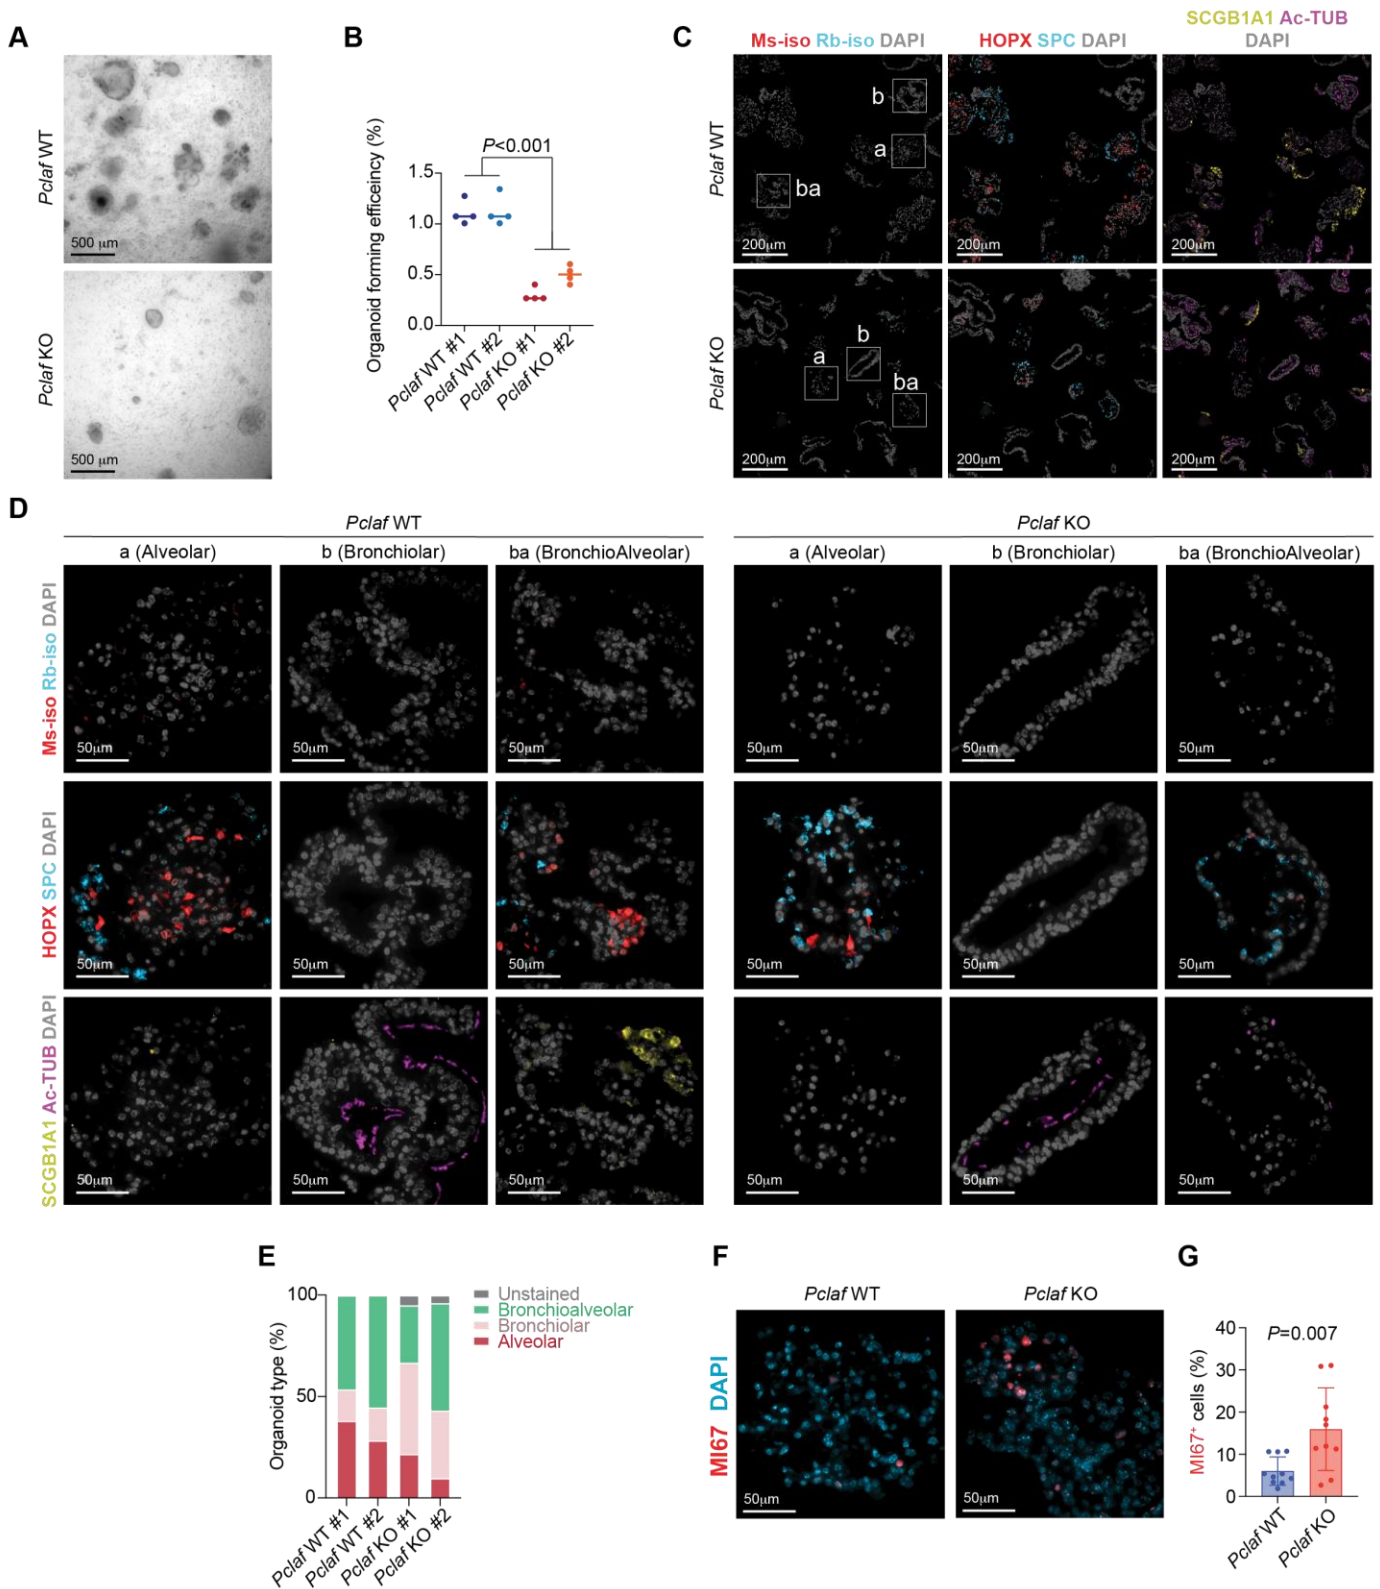 A
Pclaf WT
500 µm
Pclaf KO
500 µm
B
Organoid forming efficeincy (%)
P<0.001
1.5
1.0
0.5
0.0
Pclaf WT #1
Pclaf WT #2
Pclaf KO #1
Pclaf KO #2
C
Ms-iso Rb-iso DAPI
HOPX SPC DAPI
SCGB1A1 Ac-TUB
DAPI
Pclaf WT
b
a
ba
200µm
200µm
200µm
Pclaf KO
a
b
ba
200µm
200µm
200µm
D
Pclaf WT
Pclaf KO
a (Alveolar)
b (Bronchiolar)
ba (BronchioAlveolar)
a (Alveolar)
b (Bronchiolar)
ba (BronchioAlveolar)
Ms-iso Rb-iso DAPI
50µm
50µm
50µm
50µm
50µm
50µm
HOPX SPC DAPI
50µm
50µm
50µm
50µm
50µm
50µm
SCGB1A1 Ac-TUB DAPI
50µm
50µm
50µm
50µm
50µm
50µm
E
Organoid type (%)
100
50
0
Unstained
Bronchioalveolar
Bronchiolar
Alveolar
Pclaf WT #1
Pclaf WT #2
Pclaf KO #1
Pclaf KO #2
F
Pclaf WT
Pclaf KO
MI67 DAPI
50µm
50µm
G
MI67+ cells (%)
P=0.007
40
30
20
10
0
Pclaf WT
Pclaf KO